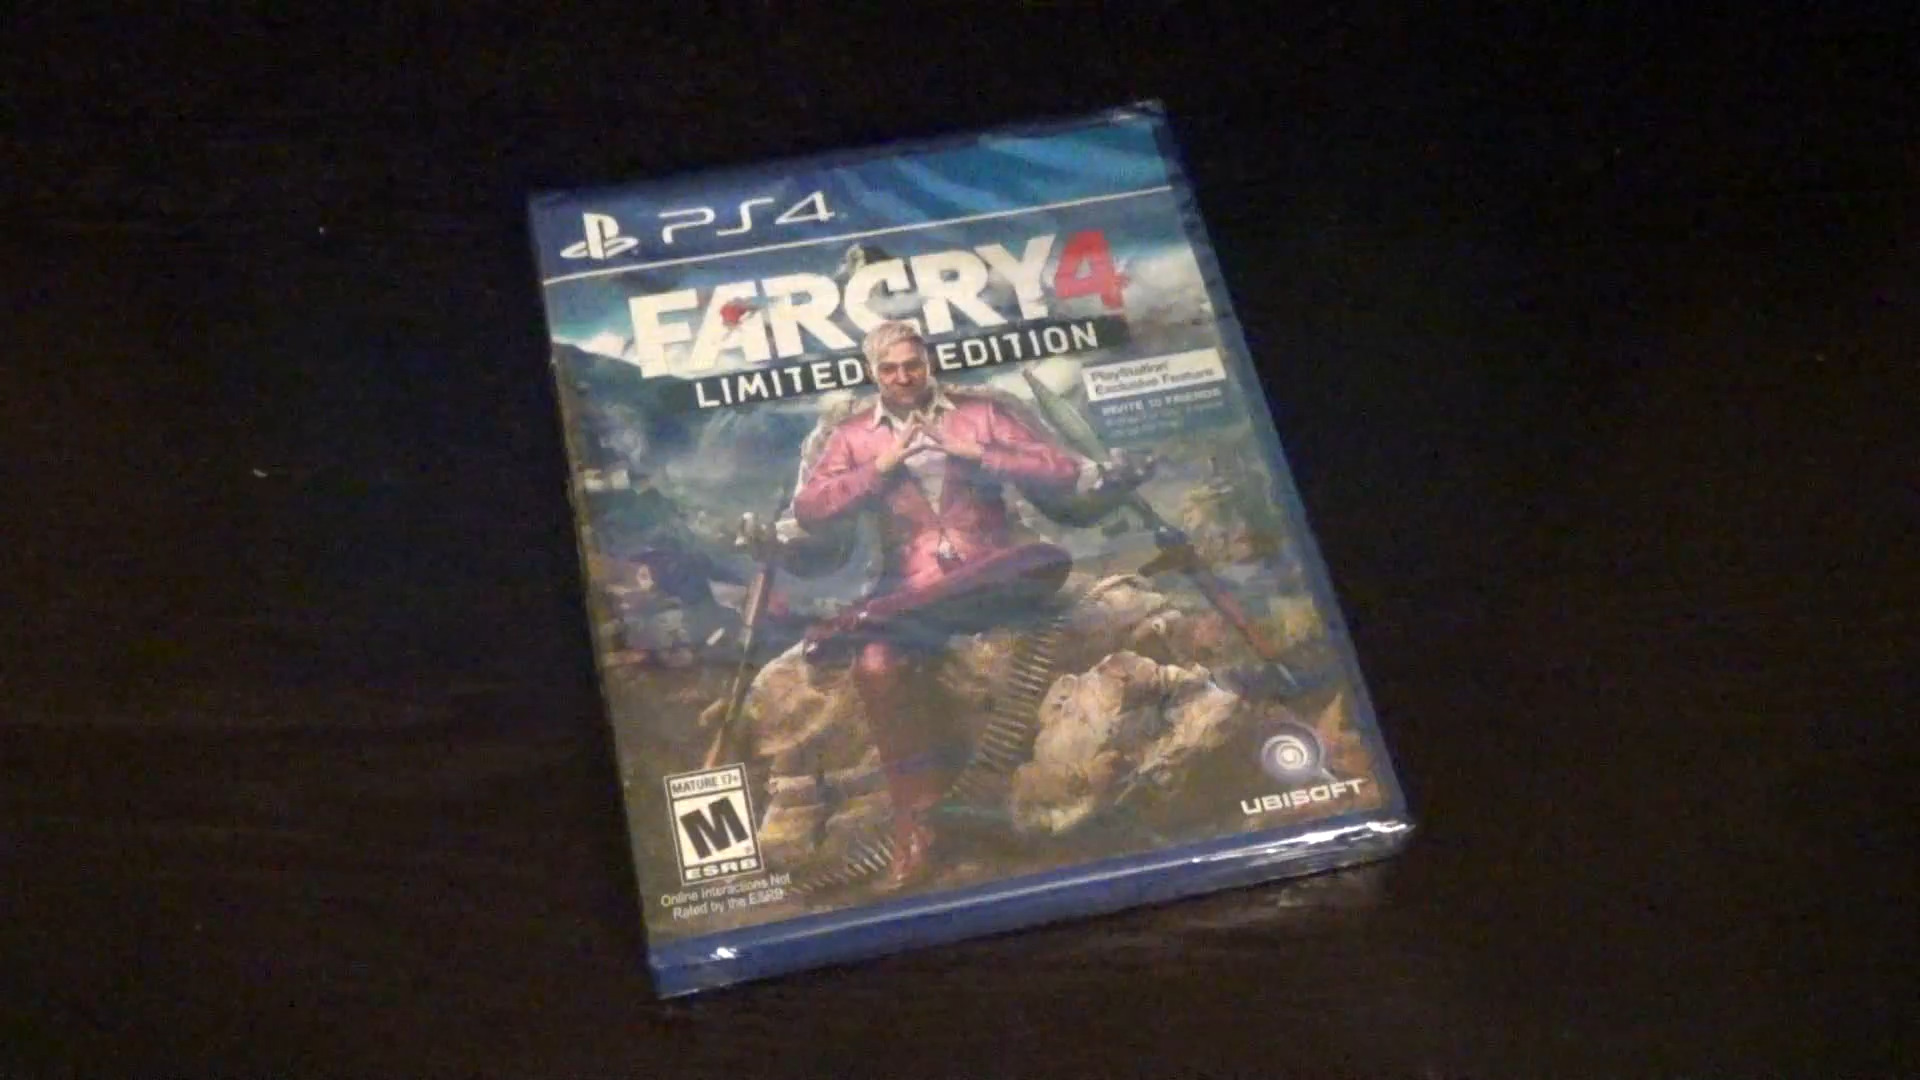 PS4
FARCRY4
LIMITED EDITION
PlayStation
Exclusive Feature
INVITE 10 FRIENDS
MATURE 17+
M
ESRB
Online Interactions Not
Rated by the ESRB
UBISOFT